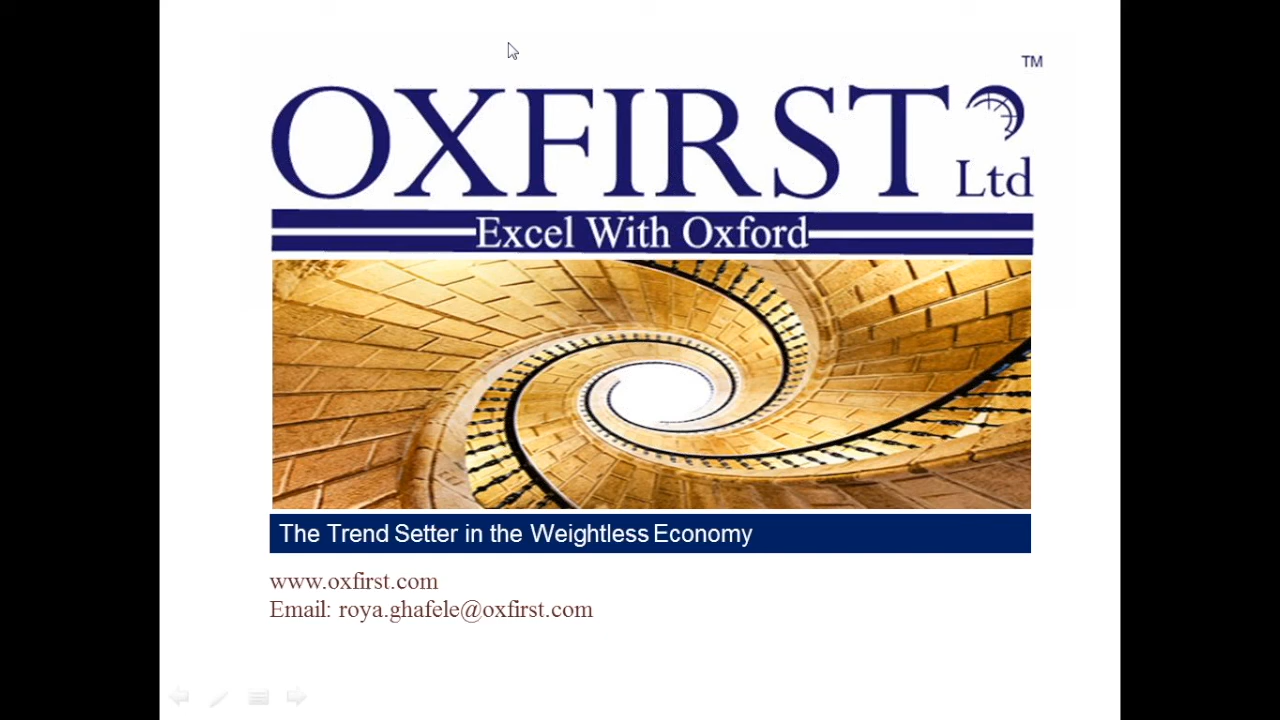 TM
OXFIRST
Ltd
Excel With Oxford
The Trend Setter in the Weightless Economy
www.oxfirst.com
Email: roya.ghafele@oxfirst.com